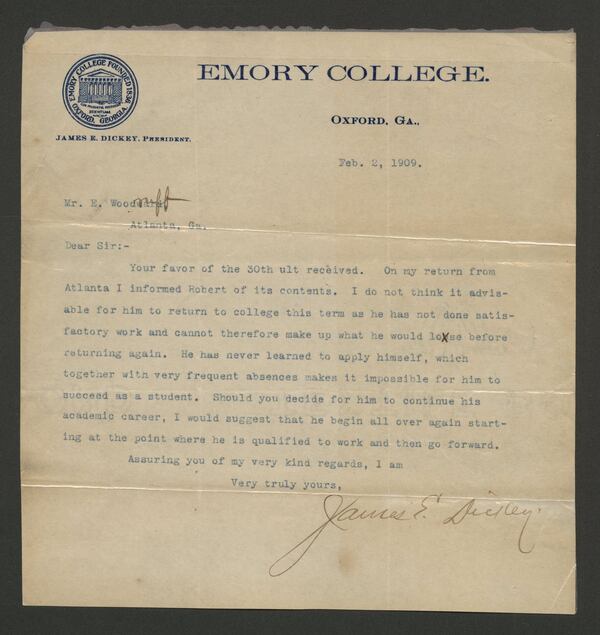 EMORY COLLEGE FOUNDED 1836
OXFORD, GEORGIA.
JAMES E. DICKEY, PRESIDENT.
EMORY COLLEGE.
OXFORD, GA.,
Feb. 2, 1909.
Mr. E. Woodruff
Atlanta, Ga.
Dear Sir:-
Your favor of the 30th ult received. On my return from
Atlanta I informed Robert of its contents. I do not think it advis-
able for him to return to college this term as he has not done satis-
factory work and cannot therefore make up what he would loxse before
returning again. He has never learned to apply himself, which
together with very frequent absences makes it impossible for him to
succeed as a student. Should you decide for him to continue his
academic career, I would suggest that he begin all over again start-
ing at the point where he is qualified to work and then go forward.
Assuring you of my very kind regards, I am
Very truly yours,
James E. Dickey.